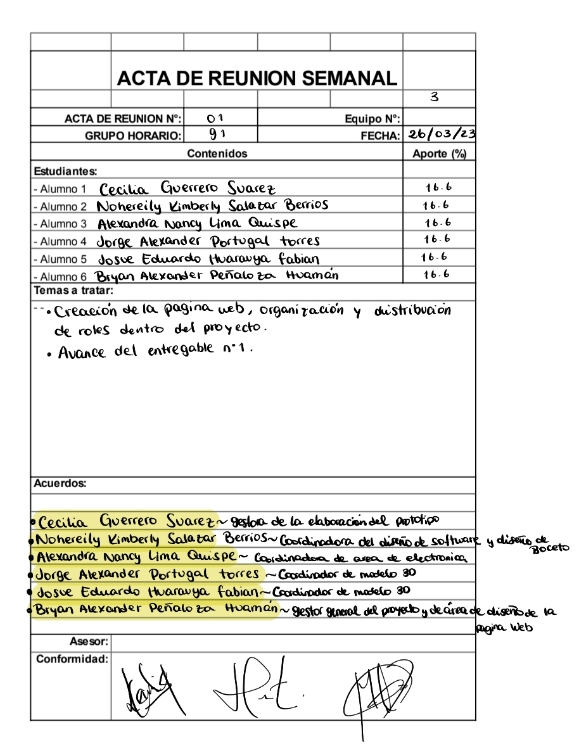 ACTA DE REUNION SEMANAL
3
ACTA DE REUNION Nº: 01 Equipo Nº:
GRUPO HORARIO: 91 FECHA: 26/03/23
Contenidos Aporte (%)
Estudiantes:
- Alumno 1 Cecilia Guerrero Suarez 16.6
- Alumno 2 Nohereily Kimberly Salazar Berrios 16.6
- Alumno 3 Alexandra Nancy Lima Quispe 16.6
- Alumno 4 Jorge Alexander Portugal torres 16.6
- Alumno 5 Josue Eduardo Huaraya fabian 16.6
- Alumno 6 Bryan Alexander Peñaloza Huamán 16.6
Temas a tratar:
-- • Creación de la pagina web, organización y distribución
de roles dentro del proyecto.
• Avance del entregable n°1.
Acuerdos:
• Cecilia Guerrero Suarez ~ gestora de la elaboración del prototipo
• Nohereily Kimberly Salazar Berrios ~ Coordinadora del diseño de software y diseño de
boceto
• Alexandra Nancy Lima Quispe ~ Coordinadora de area de electronica
• Jorge Alexander Portugal torres ~ Coordinador de modelo 3D
• Josue Eduardo Huaraya fabian ~ Coordinador de modelo 3D
• Bryan Alexander Peñaloza Huamán ~ gestor general del proyecto y de área de diseño de la
pagina web
Asesor:
Conformidad: